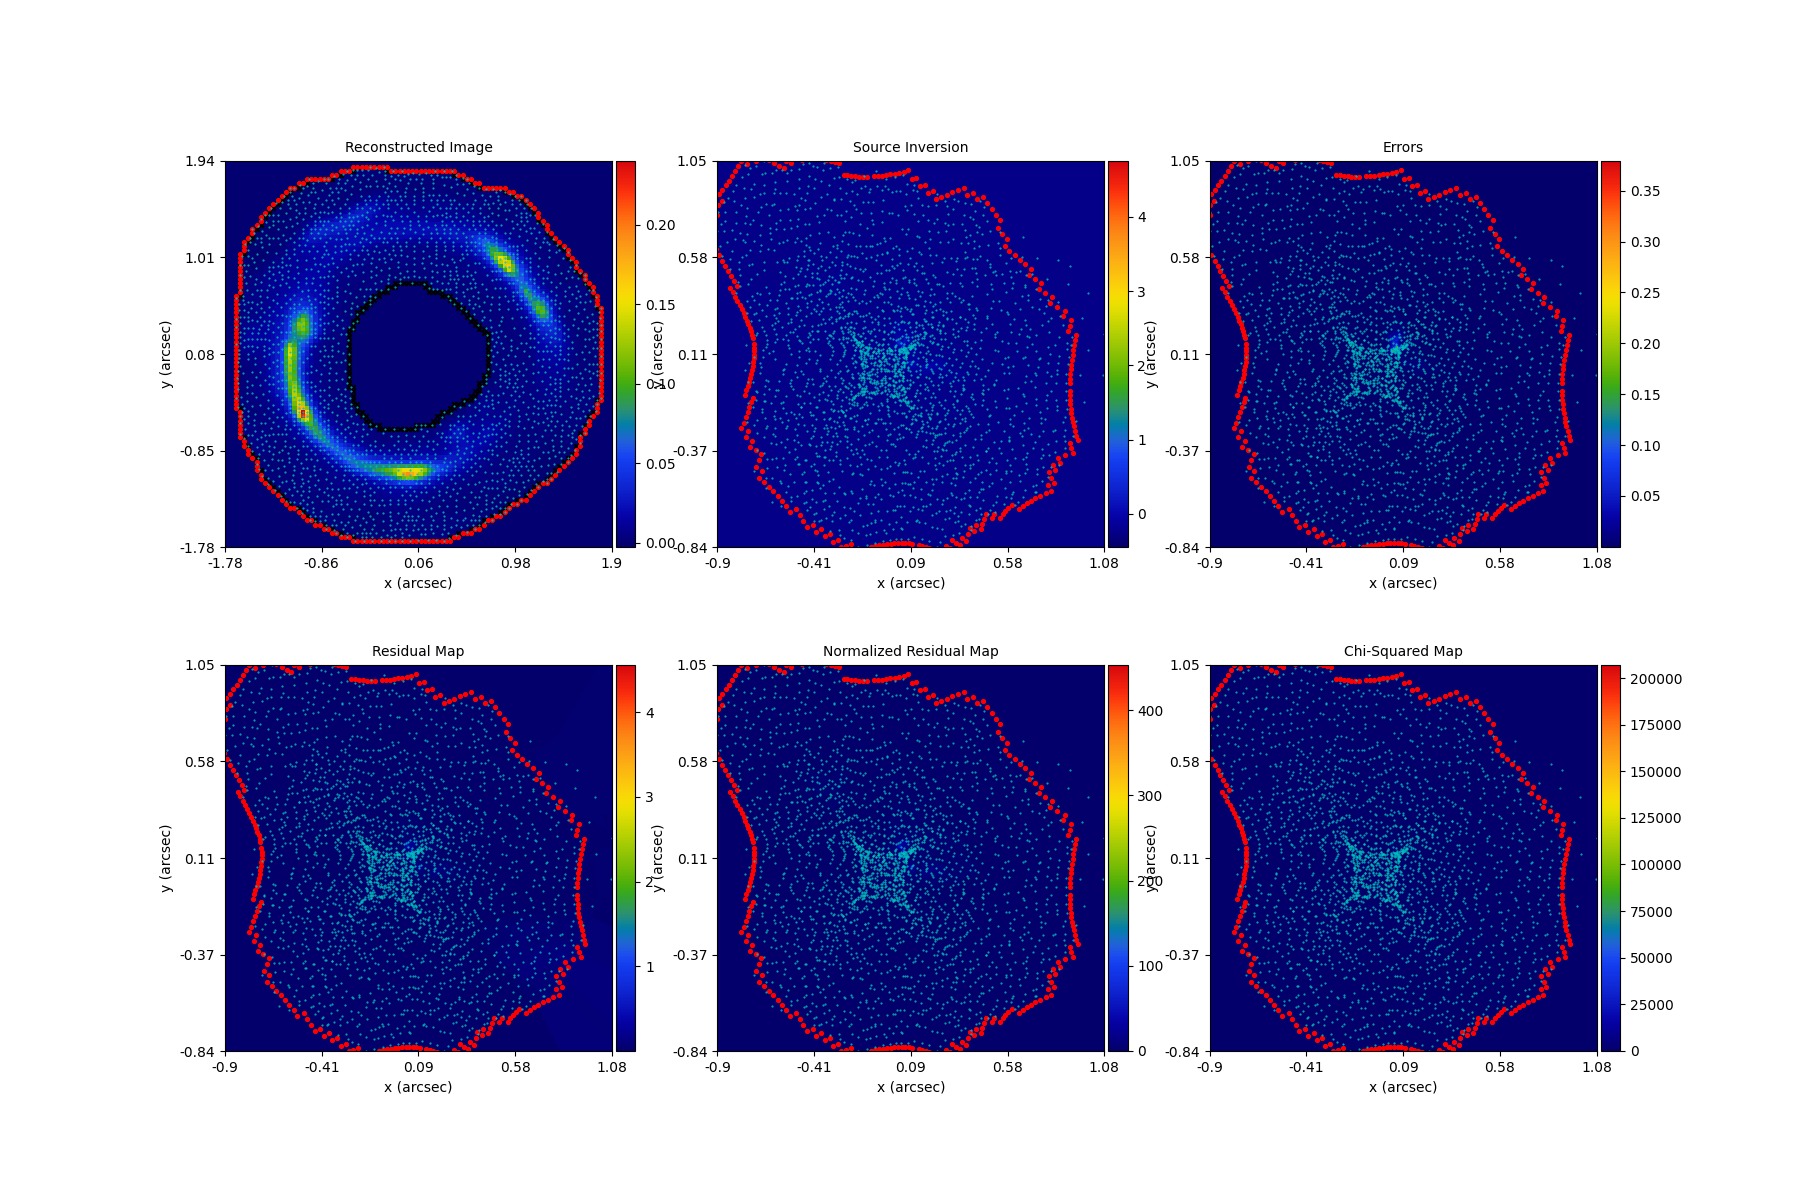 Reconstructed Image
1.94
1.01
0.08
-0.85
-1.78
y (arcsec)
-1.78 -0.86 0.06 0.98 1.9
x (arcsec)
0.20
0.15
0.10
0.05
0.00
Source Inversion
1.05
0.58
0.11
-0.37
-0.84
y (arcsec)
-0.9 -0.41 0.09 0.58 1.08
x (arcsec)
4
3
2
1
0
Errors
1.05
0.58
0.11
-0.37
-0.84
y (arcsec)
-0.9 -0.41 0.09 0.58 1.08
x (arcsec)
0.35
0.30
0.25
0.20
0.15
0.10
0.05
Residual Map
1.05
0.58
0.11
-0.37
-0.84
y (arcsec)
-0.9 -0.41 0.09 0.58 1.08
x (arcsec)
4
3
2
1
Normalized Residual Map
1.05
0.58
0.11
-0.37
-0.84
y (arcsec)
-0.9 -0.41 0.09 0.58 1.08
x (arcsec)
400
300
200
100
0
Chi-Squared Map
1.05
0.58
0.11
-0.37
-0.84
y (arcsec)
-0.9 -0.41 0.09 0.58 1.08
x (arcsec)
200000
175000
150000
125000
100000
75000
50000
25000
0